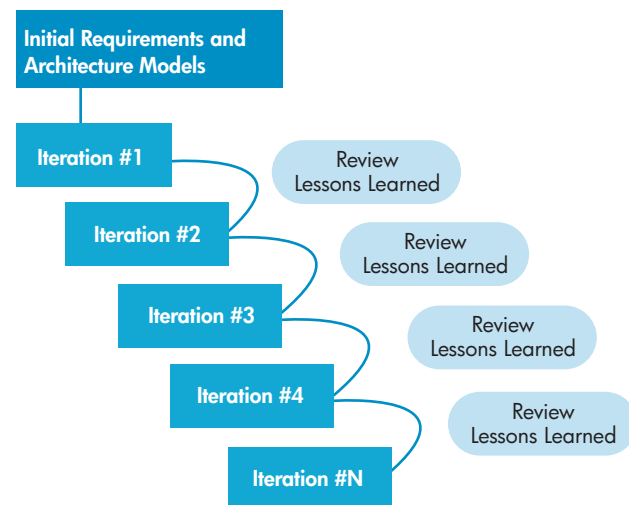 Initial Requirements and
Architecture Models
Iteration #1
Review
Lessons Learned
Iteration #2
Review
Lessons Learned
Iteration #3
Review
Lessons Learned
Iteration #4
Review
Lessons Learned
Iteration #N